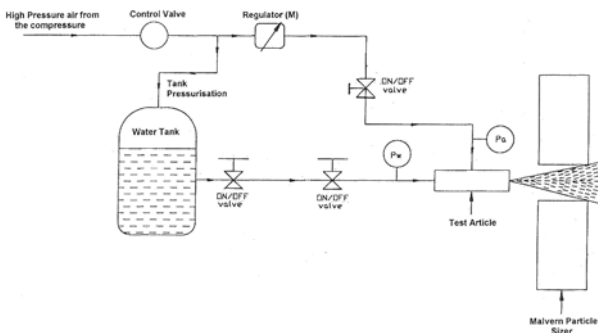 High Pressure air from
the compressure
Control Valve
Regulator (M)
Tank
Pressurisation
ON/OFF
valve
Water Tank
Pw
Pa
ON/OFF
valve
ON/OFF
valve
Test Article
Malvern Particle
Sizer